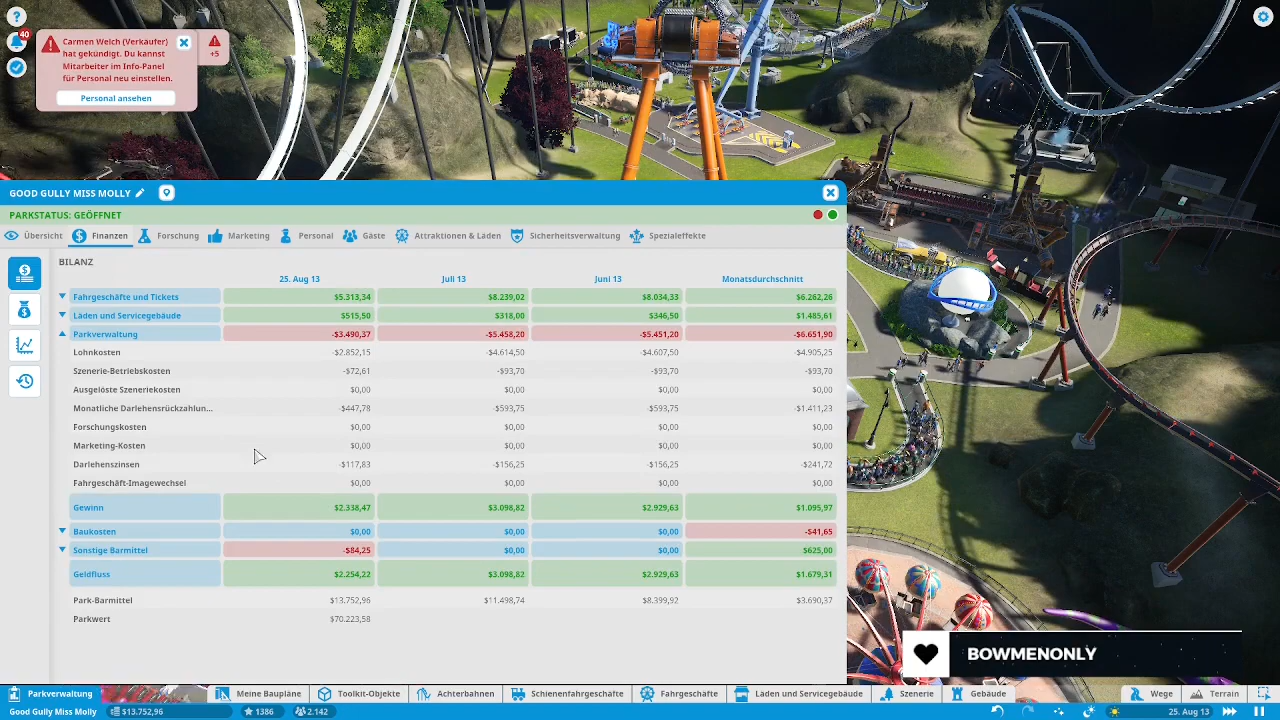 ?
40
Carmen Welch (Verkäufer)
hat gekündigt. Du kannst
Mitarbeiter im Info-Panel
für Personal neu einstellen.
+5
Personal ansehen
GOOD GULLY MISS MOLLY
PARKSTATUS: GEÖFFNET
Übersicht Finanzen Forschung Marketing Personal Gäste Attraktionen & Läden Sicherheitsverwaltung Spezialeffekte
BILANZ
25. Aug 13 Juli 13 Juni 13 Monatsdurchschnitt
Fahrgeschäfte und Tickets $5.313,34 $8.239,02 $8.034,33 $6.262,26
Läden und Servicegebäude $515,50 $318,00 $346,50 $1.485,61
Parkverwaltung -$3.490,37 -$5.458,20 -$5.451,20 -$6.651,90
Lohnkosten -$2.852,15 -$4.614,50 -$4.607,50 -$4.905,25
Szenerie-Betriebskosten -$72,61 -$93,70 -$93,70 -$93,70
Ausgelöste Szeneriekosten $0,00 $0,00 $0,00 $0,00
Monatliche Darlehensrückzahlun... -$447,78 -$593,75 -$593,75 -$1.411,23
Forschungskosten $0,00 $0,00 $0,00 $0,00
Marketing-Kosten $0,00 $0,00 $0,00 $0,00
Darlehenszinsen -$117,83 -$156,25 -$156,25 -$241,72
Fahrgeschäft-Imagewechsel $0,00 $0,00 $0,00 $0,00
Gewinn $2.338,47 $3.098,82 $2.929,63 $1.095,97
Baukosten $0,00 $0,00 $0,00 -$41,65
Sonstige Barmittel -$84,25 $0,00 $0,00 $625,00
Geldfluss $2.254,22 $3.098,82 $2.929,63 $1.679,31
Park-Barmittel $13.752,96 $11.498,74 $8.399,92 $3.690,37
Parkwert $70.223,58
BOWMENONLY
Parkverwaltung Meine Baupläne Toolkit-Objekte Achterbahnen Schienenfahrgeschäfte Fahrgeschäfte Läden und Servicegebäude Szenerie Gebäude Wege Terrain
Good Gully Miss Molly $13.752,96 1386 2.142 25. Aug 13